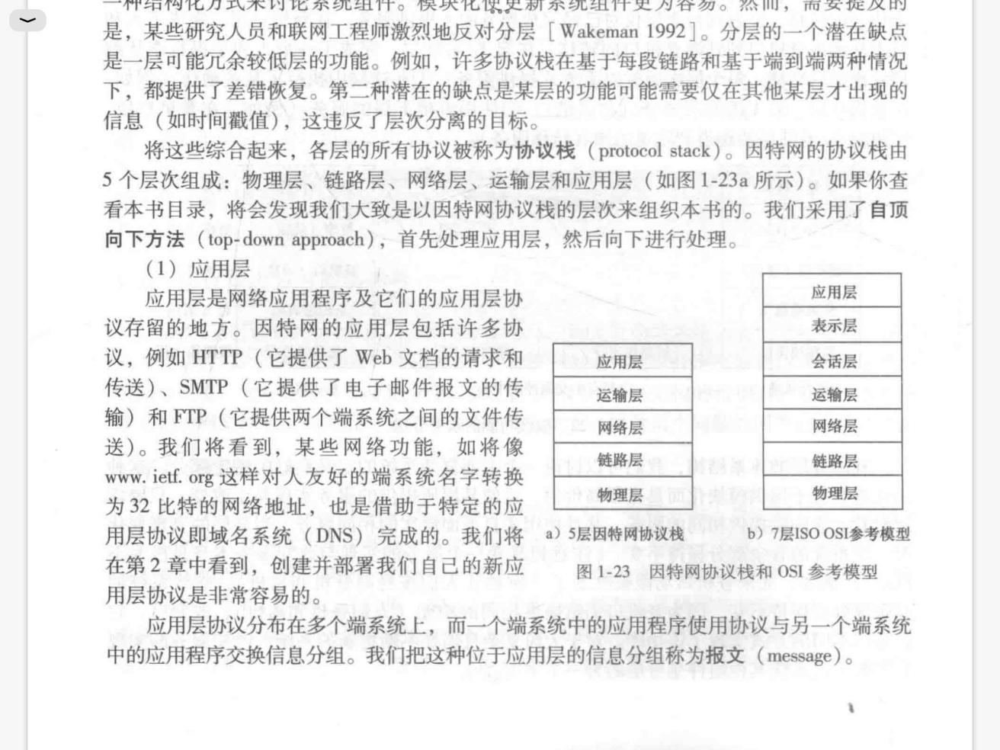 一种结构化方式来讨论系统组件。模块化使更新系统组件更为容易。然而，需要提及的
是，某些研究人员和联网工程师激烈地反对分层［Wakeman 1992］。分层的一个潜在缺点
是一层可能冗余较低层的功能。例如，许多协议栈在基于每段链路和基于端到端两种情况
下，都提供了差错恢复。第二种潜在的缺点是某层的功能可能需要仅在其他某层才出现的
信息（如时间戳值），这违反了层次分离的目标。
将这些综合起来，各层的所有协议被称为协议栈（protocol stack）。因特网的协议栈由
5 个层次组成：物理层、链路层、网络层、运输层和应用层（如图 1-23a 所示）。如果你查
看本书目录，将会发现我们大致是以因特网协议栈的层次来组织本书的。我们采用了自顶
向下方法（top-down approach），首先处理应用层，然后向下进行处理。
（1）应用层
应用层是网络应用程序及它们的应用层协
议存留的地方。因特网的应用层包括许多协
议，例如 HTTP（它提供了 Web 文档的请求和
传送）、SMTP（它提供了电子邮件报文的传
输）和 FTP（它提供两个端系统之间的文件传
送）。我们将看到，某些网络功能，如将像
www. ietf. org 这样对人友好的端系统名字转换
为 32 比特的网络地址，也是借助于特定的应
用层协议即域名系统（DNS）完成的。我们将
在第 2 章中看到，创建并部署我们自己的新应
用层协议是非常容易的。
应用层
运输层
网络层
链路层
物理层
a）5层因特网协议栈
应用层
表示层
会话层
运输层
网络层
链路层
物理层
b）7层ISO OSI参考模型
图 1-23 因特网协议栈和 OSI 参考模型
应用层协议分布在多个端系统上，而一个端系统中的应用程序使用协议与另一个端系统
中的应用程序交换信息分组。我们把这种位于应用层的信息分组称为报文（message）。